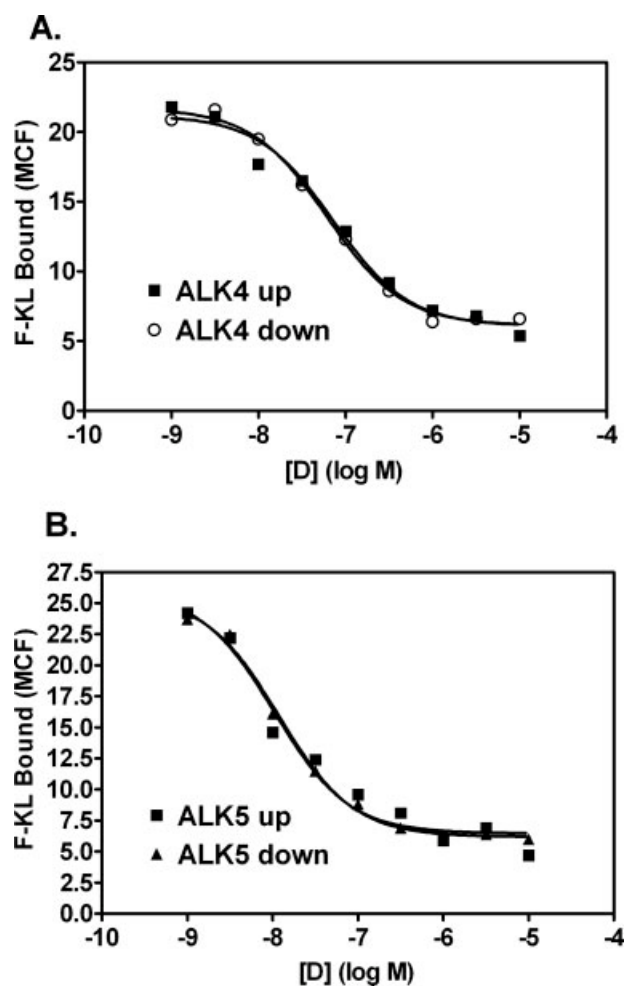 A.
25
20
15
10
5
0
F-KL Bound (MCF)
ALK4 up
ALK4 down
-10 -9 -8 -7 -6 -5 -4
[D] (log M)
B.
27.5
25.0
22.5
20.0
17.5
15.0
12.5
10.0
7.5
5.0
2.5
0.0
F-KL Bound (MCF)
ALK5 up
ALK5 down
-10 -9 -8 -7 -6 -5 -4
[D] (log M)